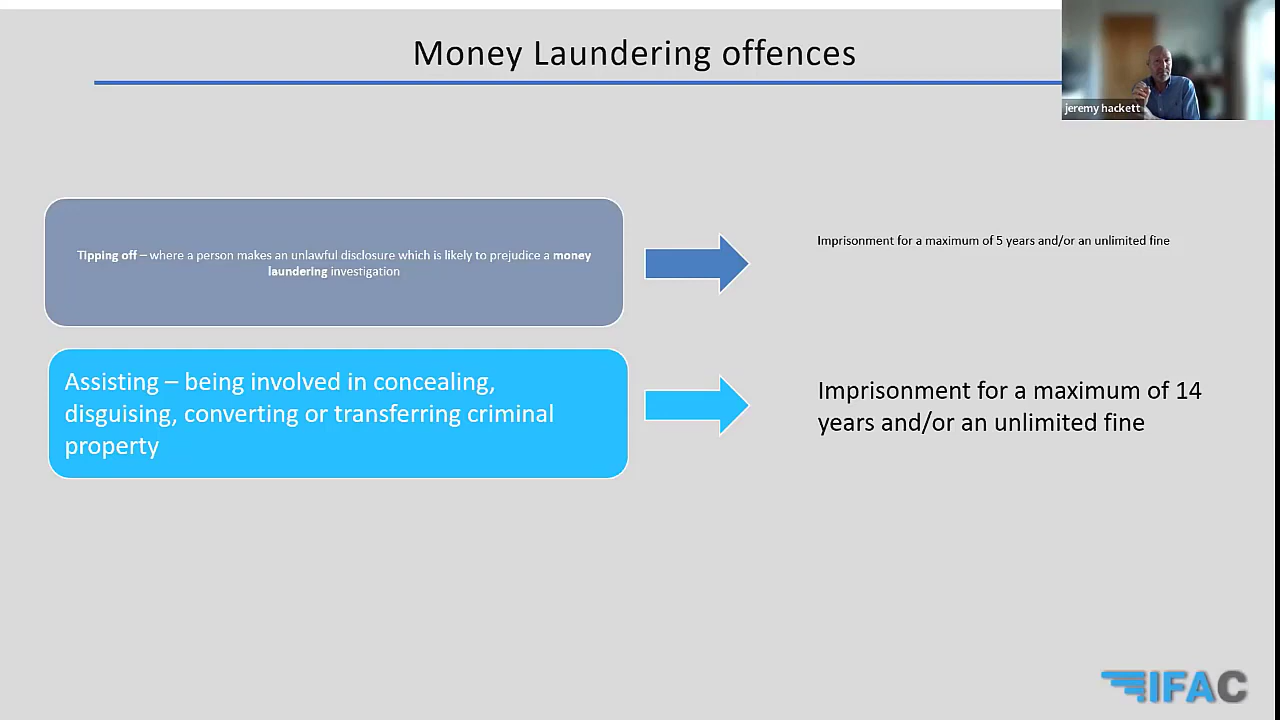 Money Laundering offences
jeremy hackett
Tipping off – where a person makes an unlawful disclosure which is likely to prejudice a money
laundering investigation
Imprisonment for a maximum of 5 years and/or an unlimited fine
Assisting – being involved in concealing,
disguising, converting or transferring criminal
property
Imprisonment for a maximum of 14
years and/or an unlimited fine
IFAC